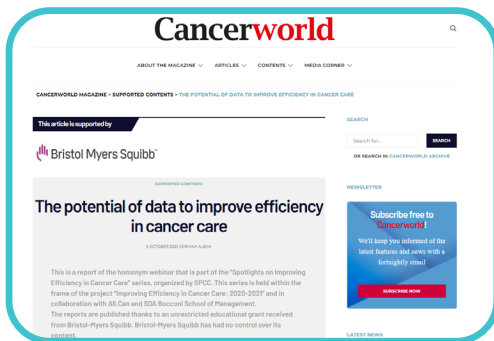 Cancerworld
ABOUT THE MAGAZINE ARTICLES CONTENTS MEDIA CORNER
CANCERWORLD MAGAZINE > SUPPORTED CONTENTS > THE POTENTIAL OF DATA TO IMPROVE EFFICIENCY IN CANCER CARE
This article is supported by
Bristol Myers Squibb™
SUPPORTED CONTENTS
The potential of data to improve efficiency
in cancer care
This is a report of the homonym webinar that is part of the "Spotlights on Improving
Efficiency in Cancer Care" series, organized by SPCC. This series is held within the
frame of the project "Improving Efficiency in Cancer Care: 2020-2021" and in
collaboration with All.Can and SDA Bocconi School of Management.
The reports are published thanks to an unrestricted educational grant received
from Bristol-Myers Squibb. Bristol-Myers Squibb has had no control over its
content.
SEARCH
Search for...
SEARCH
OR SEARCH IN CANCERWORLD ARCHIVE
NEWSLETTER
Subscribe free to
Cancerworld!
We'll keep you informed of the
latest features and news with a
fortnightly email
SUBSCRIBE NOW
LATEST NEWS